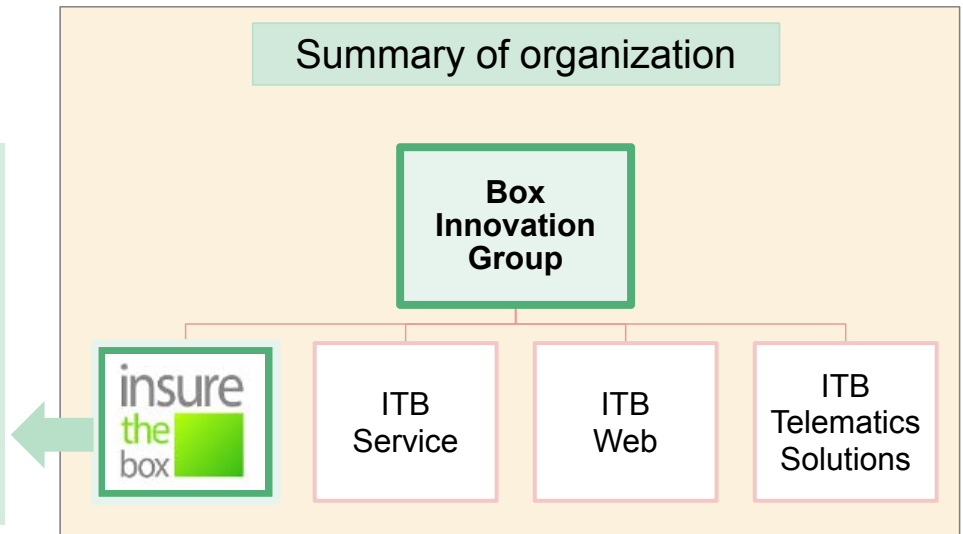 Summary of organization
Box
Innovation
Group
insure
the
box
ITB
Service
ITB
Web
ITB
Telematics
Solutions